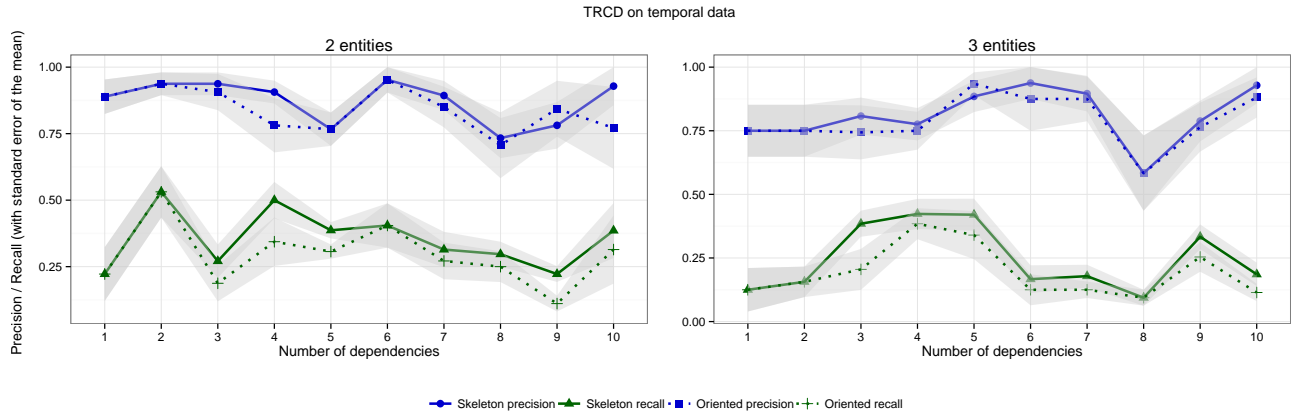 TRCD on temporal data
Precision / Recall (with standard error of the mean)
2 entities
1.00
0.75
0.50
0.25
1 2 3 4 5 6 7 8 9 10
Number of dependencies
3 entities
1.00
0.75
0.50
0.25
0.00
1 2 3 4 5 6 7 8 9 10
Number of dependencies
Skeleton precision Skeleton recall Oriented precision Oriented recall